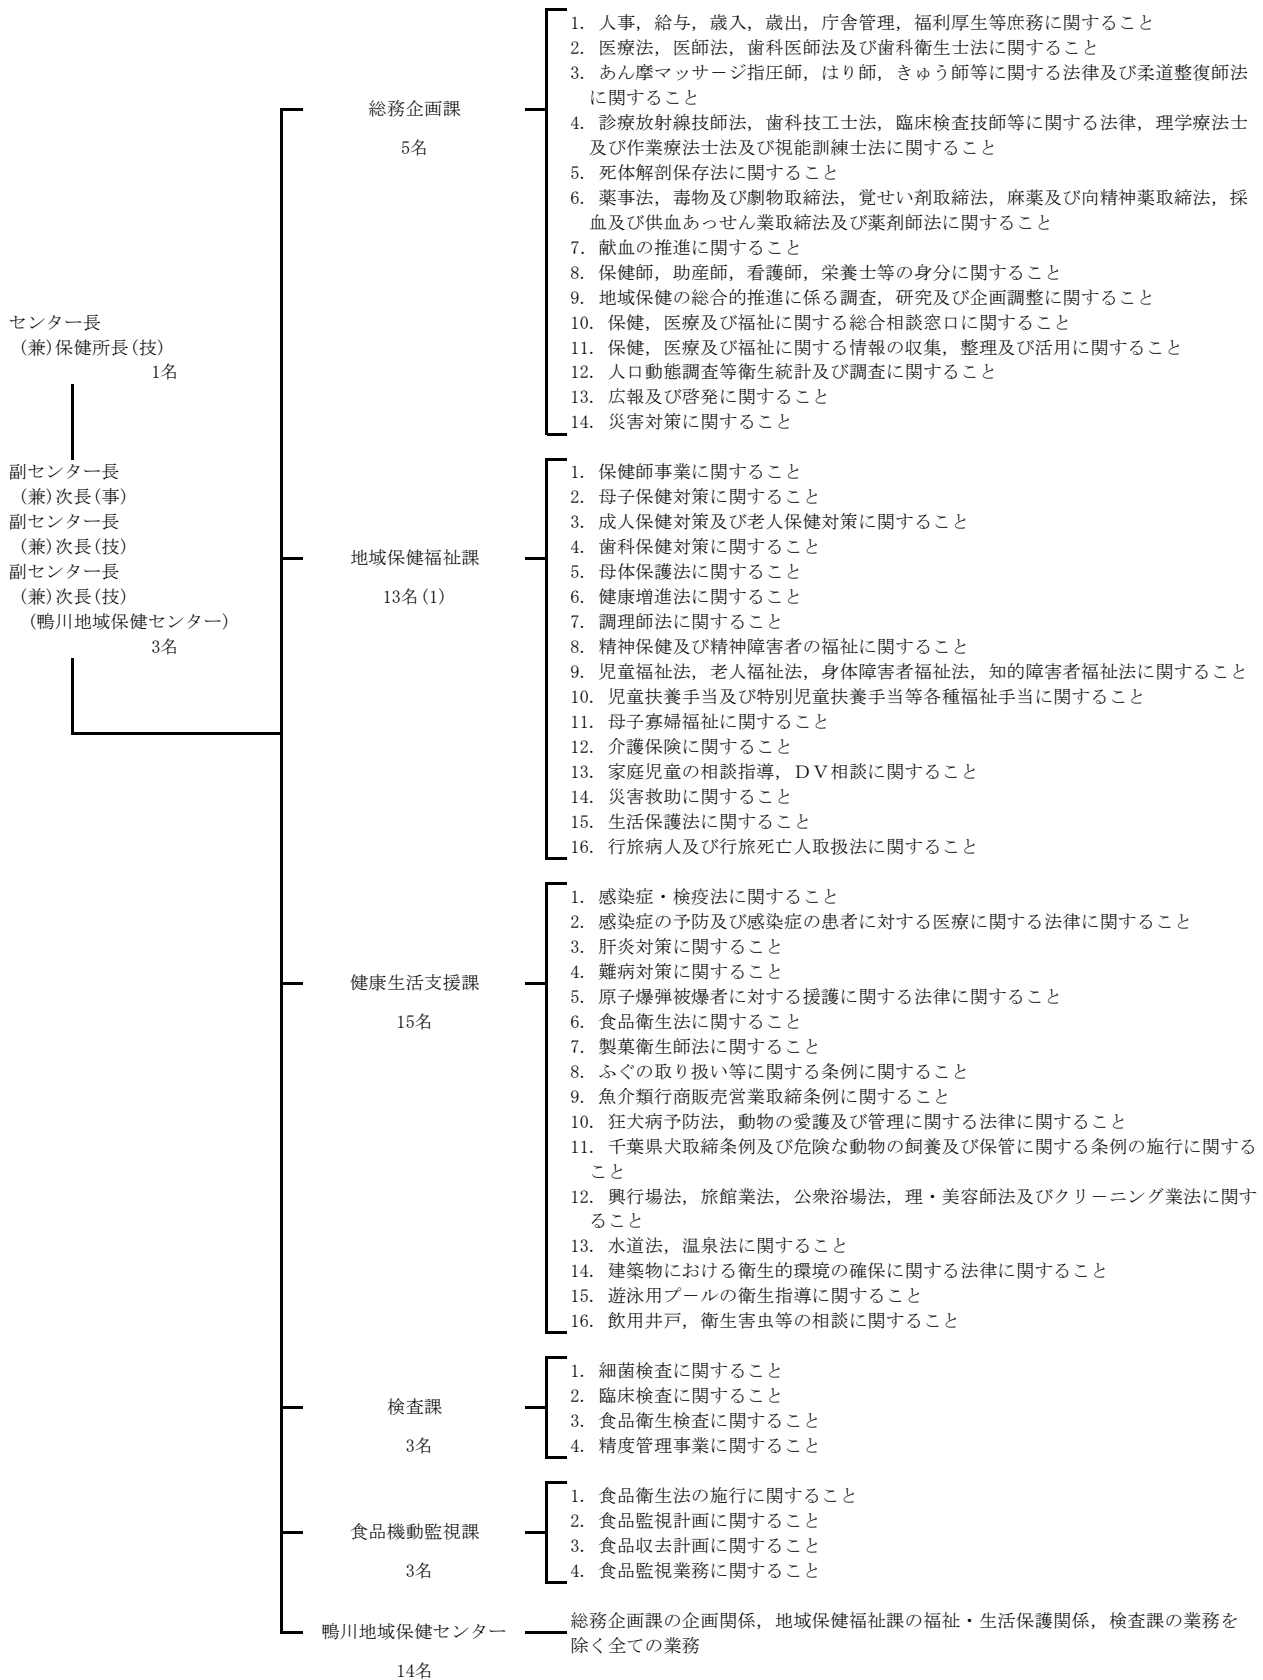 センター長
(兼)保健所長(技)
1名
副センター長
(兼)次長(事)
副センター長
(兼)次長(技)
副センター長
(兼)次長(技)
(鴨川地域保健センター)
3名
総務企画課
5名
1. 人事，給与，歳入，歳出，庁舎管理，福利厚生等庶務に関すること
2. 医療法，医師法，歯科医師法及び歯科衛生士法に関すること
3. あん摩マッサージ指圧師，はり師，きゅう師等に関する法律及び柔道整復師法
に関すること
4. 診療放射線技師法，歯科技工士法，臨床検査技師等に関する法律，理学療法士
及び作業療法士法及び視能訓練士法に関すること
5. 死体解剖保存法に関すること
6. 薬事法，毒物及び劇物取締法，覚せい剤取締法，麻薬及び向精神薬取締法，採
血及び供血あっせん業取締法及び薬剤師法に関すること
7. 献血の推進に関すること
8. 保健師，助産師，看護師，栄養士等の身分に関すること
9. 地域保健の総合的推進に係る調査，研究及び企画調整に関すること
10. 保健，医療及び福祉に関する総合相談窓口に関すること
11. 保健，医療及び福祉に関する情報の収集，整理及び活用に関すること
12. 人口動態調査等衛生統計及び調査に関すること
13. 広報及び啓発に関すること
14. 災害対策に関すること
地域保健福祉課
13名(1)
1. 保健師事業に関すること
2. 母子保健対策に関すること
3. 成人保健対策及び老人保健対策に関すること
4. 歯科保健対策に関すること
5. 母体保護法に関すること
6. 健康増進法に関すること
7. 調理師法に関すること
8. 精神保健及び精神障害者の福祉に関すること
9. 児童福祉法，老人福祉法，身体障害者福祉法，知的障害者福祉法に関すること
10. 児童扶養手当及び特別児童扶養手当等各種福祉手当に関すること
11. 母子寡婦福祉に関すること
12. 介護保険に関すること
13. 家庭児童の相談指導，ＤＶ相談に関すること
14. 災害救助に関すること
15. 生活保護法に関すること
16. 行旅病人及び行旅死亡人取扱法に関すること
健康生活支援課
15名
1. 感染症・検疫法に関すること
2. 感染症の予防及び感染症の患者に対する医療に関する法律に関すること
3. 肝炎対策に関すること
4. 難病対策に関すること
5. 原子爆弾被爆者に対する援護に関する法律に関すること
6. 食品衛生法に関すること
7. 製菓衛生師法に関すること
8. ふぐの取り扱い等に関する条例に関すること
9. 魚介類行商販売営業取締条例に関すること
10. 狂犬病予防法，動物の愛護及び管理に関する法律に関すること
11. 千葉県犬取締条例及び危険な動物の飼養及び保管に関する条例の施行に関する
こと
12. 興行場法，旅館業法，公衆浴場法，理・美容師法及びクリーニング業法に関す
ること
13. 水道法，温泉法に関すること
14. 建築物における衛生的環境の確保に関する法律に関すること
15. 遊泳用プールの衛生指導に関すること
16. 飲用井戸，衛生害虫等の相談に関すること
検査課
3名
1. 細菌検査に関すること
2. 臨床検査に関すること
3. 食品衛生検査に関すること
4. 精度管理事業に関すること
食品機動監視課
3名
1. 食品衛生法の施行に関すること
2. 食品監視計画に関すること
3. 食品収去計画に関すること
4. 食品監視業務に関すること
鴨川地域保健センター
14名
総務企画課の企画関係，地域保健福祉課の福祉・生活保護関係，検査課の業務を
除く全ての業務